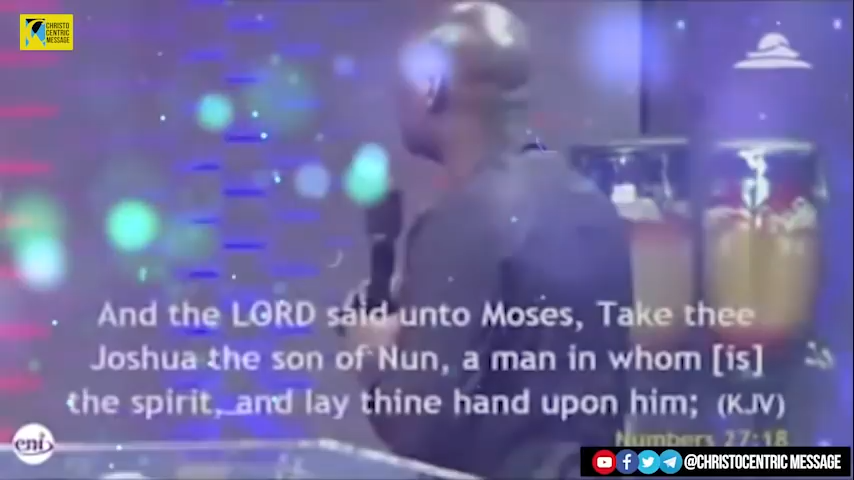 CHRISTO
CENTRIC
MESSAGE
And the LORD said unto Moses, Take thee
Joshua the son of Nun, a man in whom [is]
the spirit, and lay thine hand upon him; (KJV)
Numbers 27:18
eni
@CHRISTOCENTRIC MESSAGE